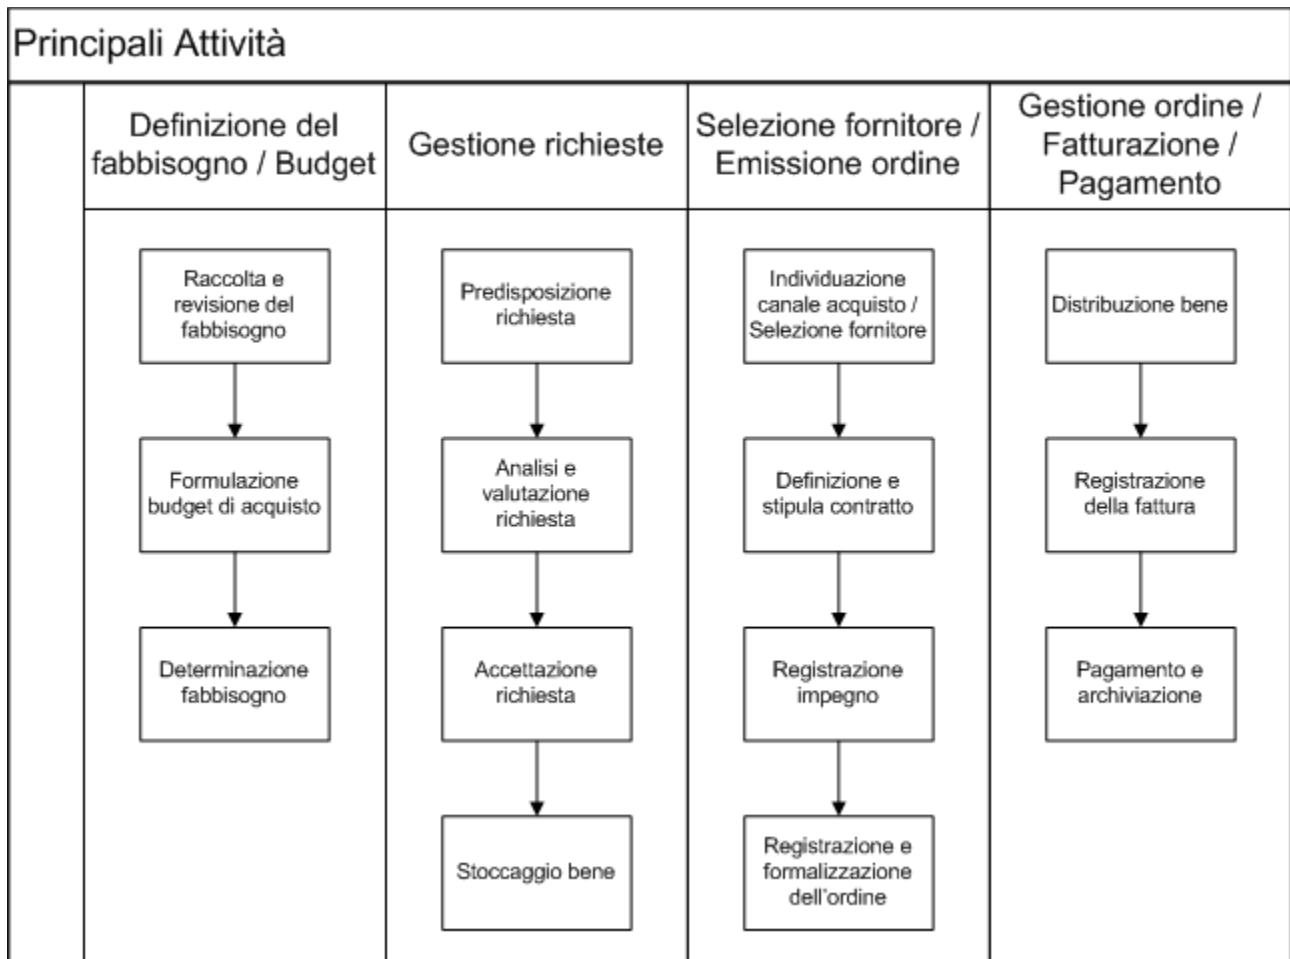 Principali Attività
Definizione del
fabbisogno / Budget
Gestione richieste
Selezione fornitore /
Emissione ordine
Gestione ordine /
Fatturazione /
Pagamento
Raccolta e
revisione del
fabbisogno
Formulazione
budget di acquisto
Determinazione
fabbisogno
Predisposizione
richiesta
Analisi e
valutazione
richiesta
Accettazione
richiesta
Stoccaggio bene
Individuazione
canale acquisto /
Selezione fornitore
Definizione e
stipula contratto
Registrazione
impegno
Registrazione e
formalizzazione
dell'ordine
Distribuzione bene
Registrazione
della fattura
Pagamento e
archiviazione